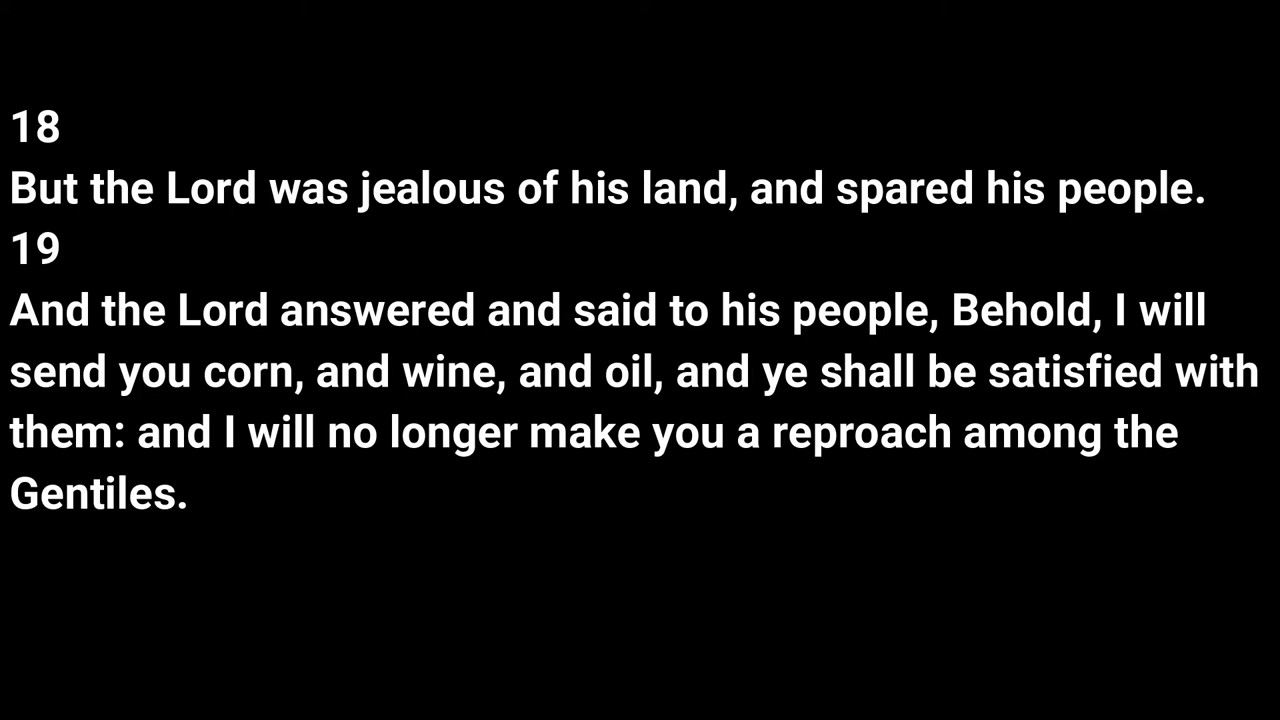 18
But the Lord was jealous of his land, and spared his people.
19
And the Lord answered and said to his people, Behold, I will
send you corn, and wine, and oil, and ye shall be satisfied with
them: and I will no longer make you a reproach among the
Gentiles.